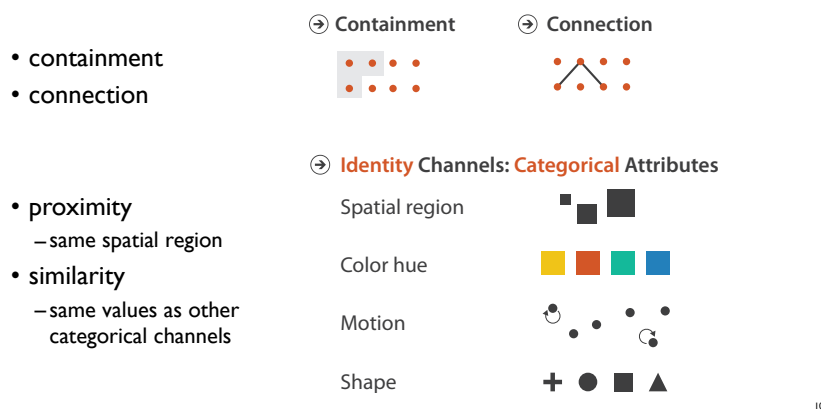 Containment
Connection
• containment
• connection
Identity Channels: Categorical Attributes
• proximity
– same spatial region
• similarity
– same values as other
categorical channels
Spatial region
Color hue
Motion
Shape